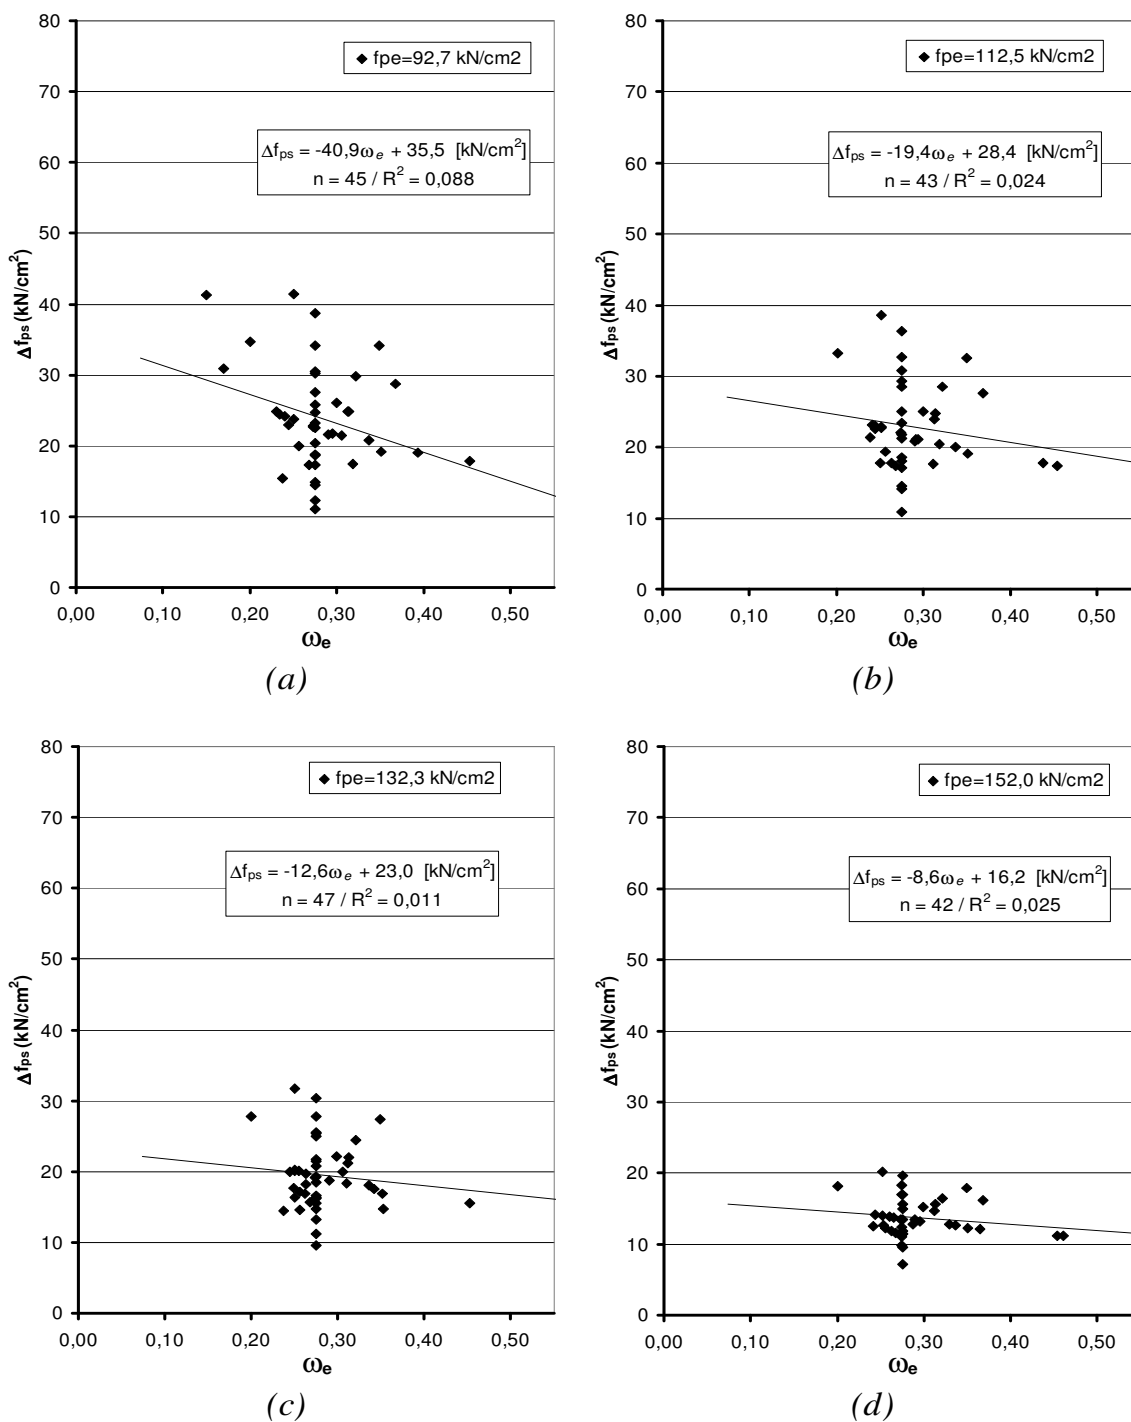 80
70
60
50
40
30
20
10
0
Δfps (kN/cm²)
fpe=92,7 kN/cm2
Δfps = -40,9ωe + 35,5 [kN/cm²]
n = 45 / R² = 0,088
0,00 0,10 0,20 0,30 0,40 0,50
ωe
(a)
80
70
60
50
40
30
20
10
0
Δfps (kN/cm²)
fpe=112,5 kN/cm2
Δfps = -19,4ωe + 28,4 [kN/cm²]
n = 43 / R² = 0,024
0,00 0,10 0,20 0,30 0,40 0,50
ωe
(b)
80
70
60
50
40
30
20
10
0
Δfps (kN/cm²)
fpe=132,3 kN/cm2
Δfps = -12,6ωe + 23,0 [kN/cm²]
n = 47 / R² = 0,011
0,00 0,10 0,20 0,30 0,40 0,50
ωe
(c)
80
70
60
50
40
30
20
10
0
Δfps (kN/cm²)
fpe=152,0 kN/cm2
Δfps = -8,6ωe + 16,2 [kN/cm²]
n = 42 / R² = 0,025
0,00 0,10 0,20 0,30 0,40 0,50
ωe
(d)